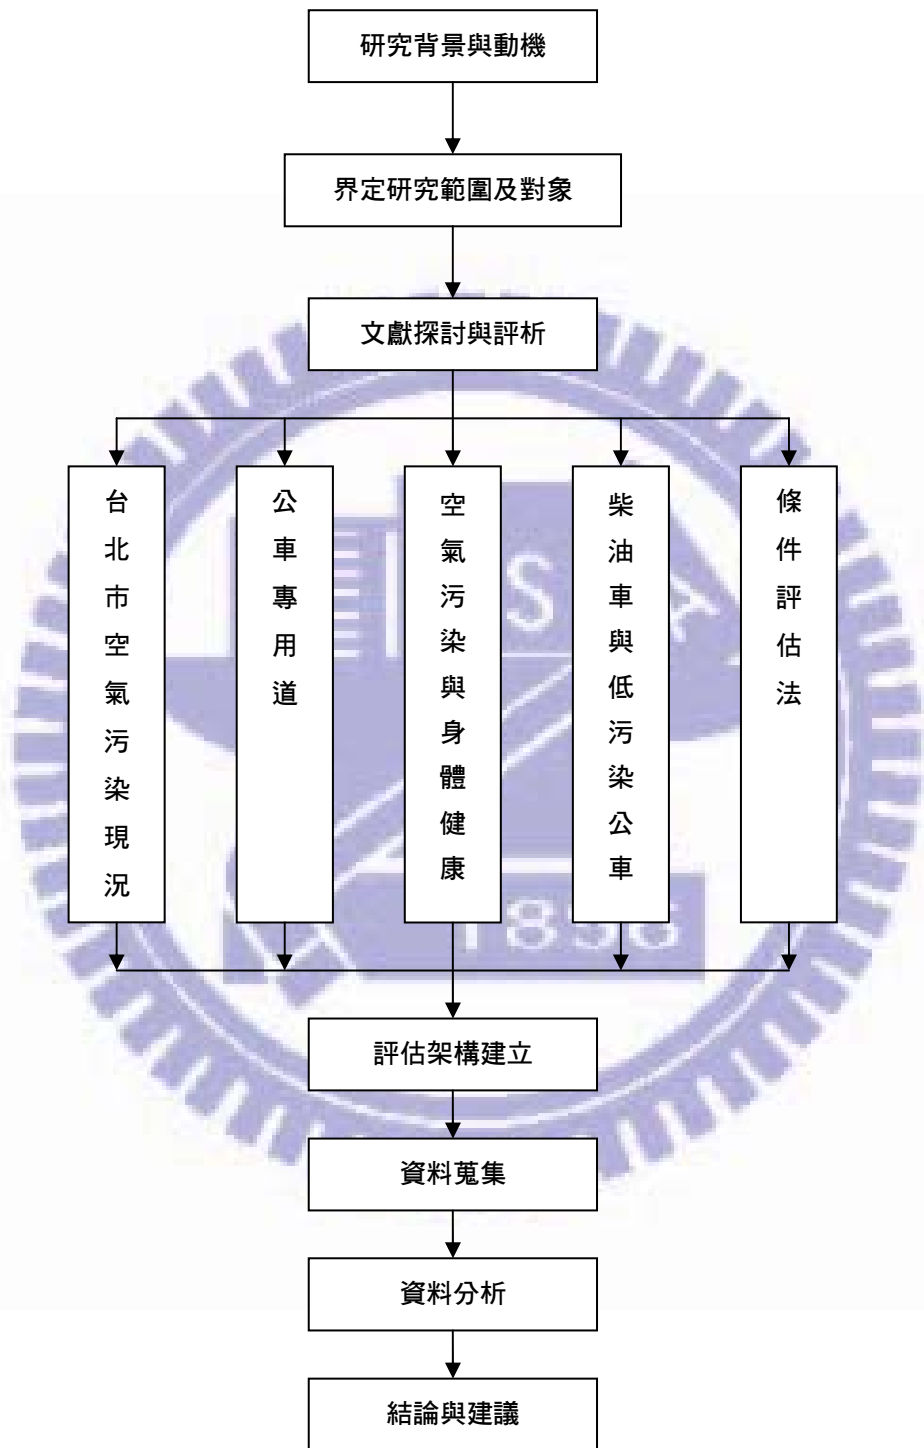 研究背景與動機
界定研究範圍及對象
文獻探討與評析
台北市空氣污染現況
公車專用道
空氣污染與身體健康
柴油車與低污染公車
條件評估法
ESA
1896
評估架構建立
資料蒐集
資料分析
結論與建議